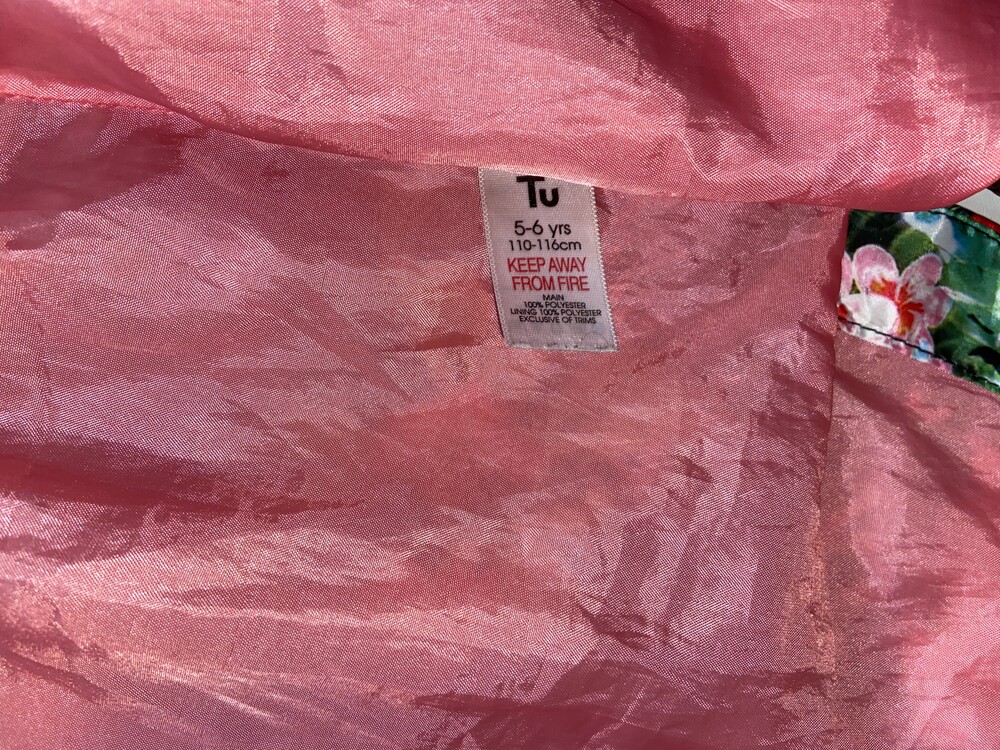 Tu
5-6 yrs
110-116cm
KEEP AWAY
FROM FIRE
MAIN
100% POLYESTER
LINING 100% POLYESTER
EXCLUSIVE OF TRIMS